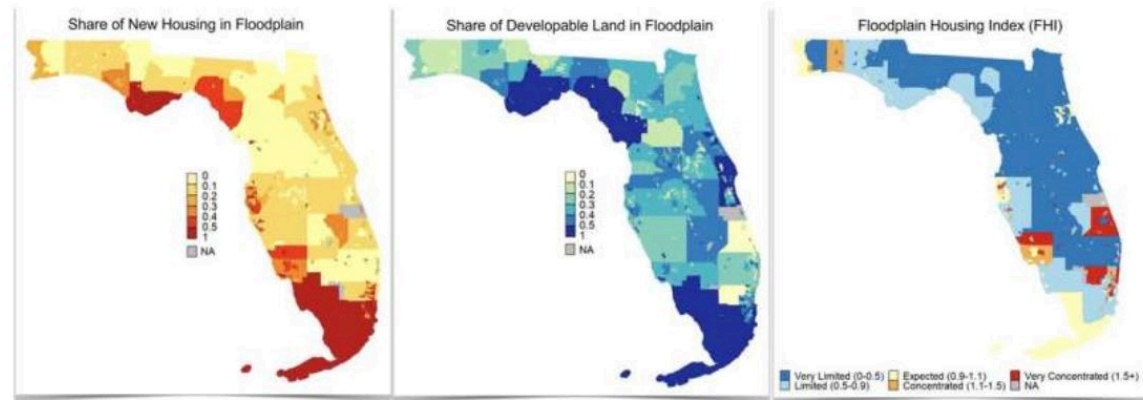 Share of New Housing in Floodplain
0
0.1
0.2
0.3
0.4
0.5
1
NA
Share of Developable Land in Floodplain
0
0.1
0.2
0.3
0.4
0.5
1
NA
Floodplain Housing Index (FHI)
Very Limited (0-0.5) Expected (0.9-1.1) Very Concentrated (1.5+)
Limited (0.5-0.9) Concentrated (1.1-1.5) NA